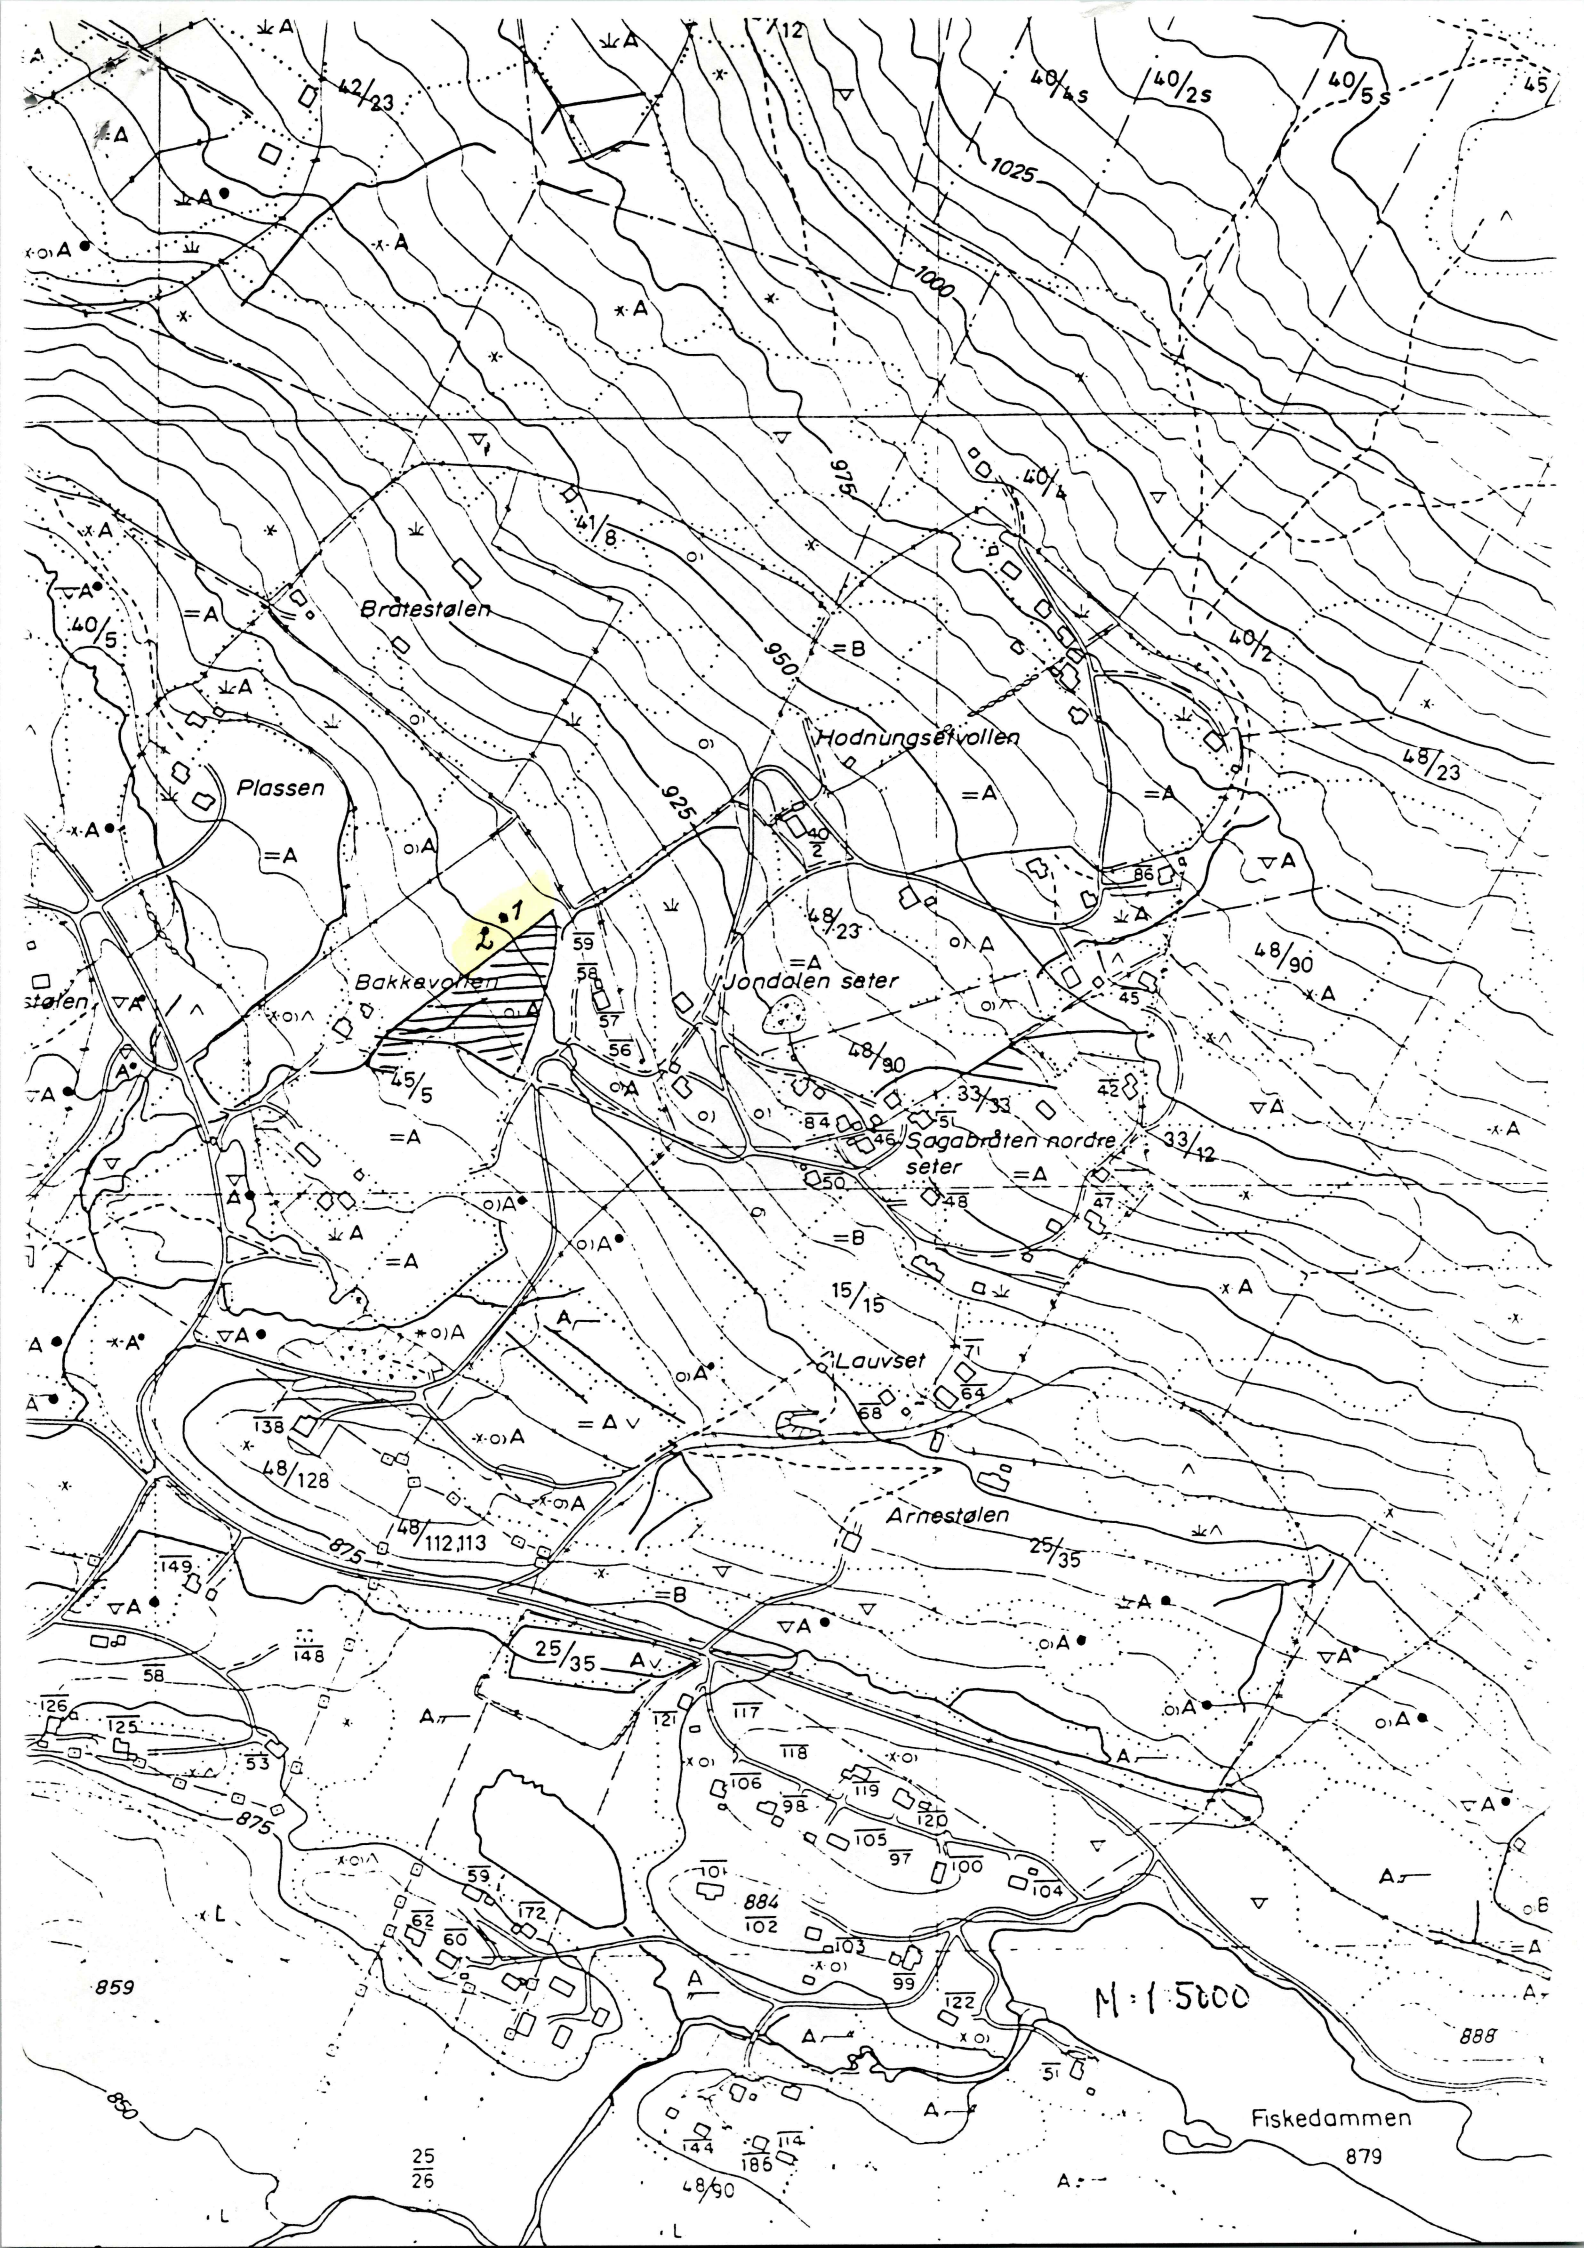 A
A
12
42/23
40/4s
40/2s
40/5s
45/
A
1025
A
x·o)A
x·A
1000
x·A
975
40/4
41/8
x·A
A
=A
Bråtestølen
40/5
950
=B
40/2
A
Hodnungsetvollen
48/23
Plassen
925
=A
=A
x·A
o)A
40/2
=A
86
A
1
2
48/23
A
59
o)A
48/90
=A
58
Bakkevollen
Jondalen seter
x·A
stølen
A
o)A
45
57
56
48/90
45/5
42
A
A
A
o)A
33/33
A
84
51
=A
46
Sagabråten nordre
33/12
x·A
seter
=A
50
48
47
A
o)A
A
o)A
=B
=A
x·A
15/15
A
A
A
x·A
o)A
A
71
Lauvset
o)A
64
A
68
138
=A
x·o)A
48/128
x·o)A
Arnestølen
48/112,113
25/35
875
149
=B
A
A
A
o)A
148
25/35
A
A
58
126
o)A
o)A
125
A
121
117
53
118
A
x·o)
x·o)
106
119
98
120
A
875
105
97
100
59
101
104
A
884
172
102
L
62
60
103
=A
x·o)
99
859
A
M:1:5000
122
A
A
x·o)
888
51
850
A
Fiskedammen
144
114
186
879
25
26
48/90
A
L
L